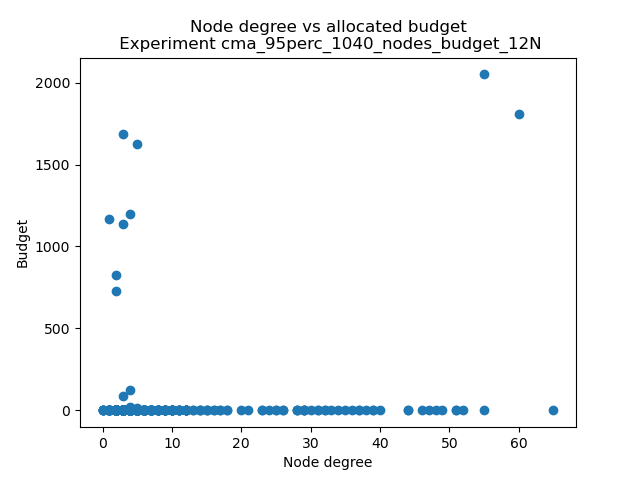 Node degree vs allocated budget
Experiment cma_95perc_1040_nodes_budget_12N
2000
1500
1000
500
0
Budget
0 10 20 30 40 50 60
Node degree